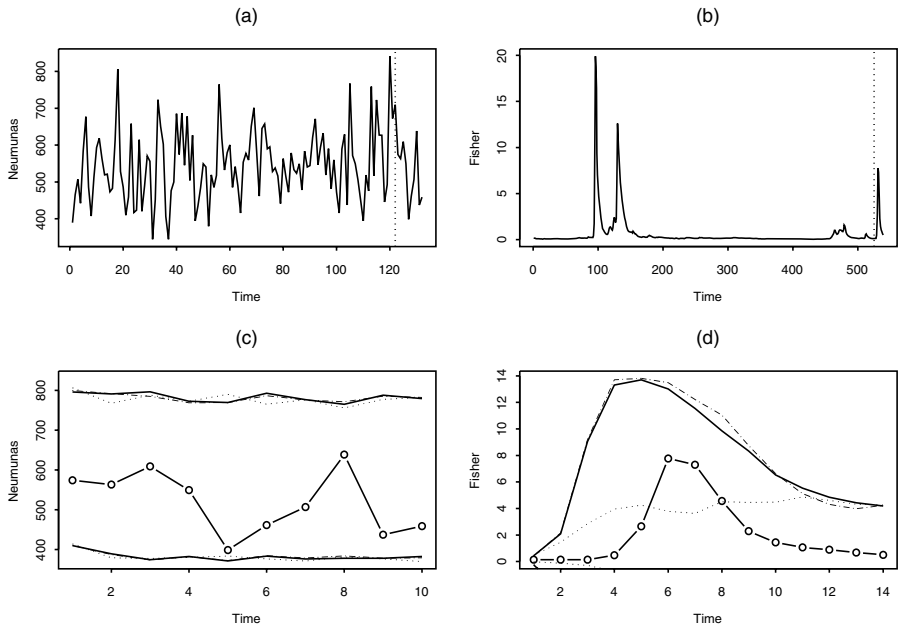 (a)
Neumunas
400 500 600 700 800
0 20 40 60 80 100 120
Time
(b)
Fisher
0 5 10 15 20
0 100 200 300 400 500
Time
(c)
Neumunas
400 500 600 700 800
2 4 6 8 10
Time
(d)
Fisher
0 2 4 6 8 10 12 14
2 4 6 8 10 12 14
Time